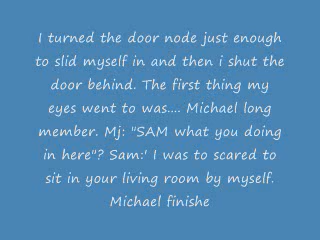 I turned the door node just enough
to slid myself in and then i shut the
door behind. The first thing my
eyes went to was.... Michael long
member. Mj: "SAM what you doing
in here"? Sam:' I was to scared to
sit in your living room by myself.
Michael finishe